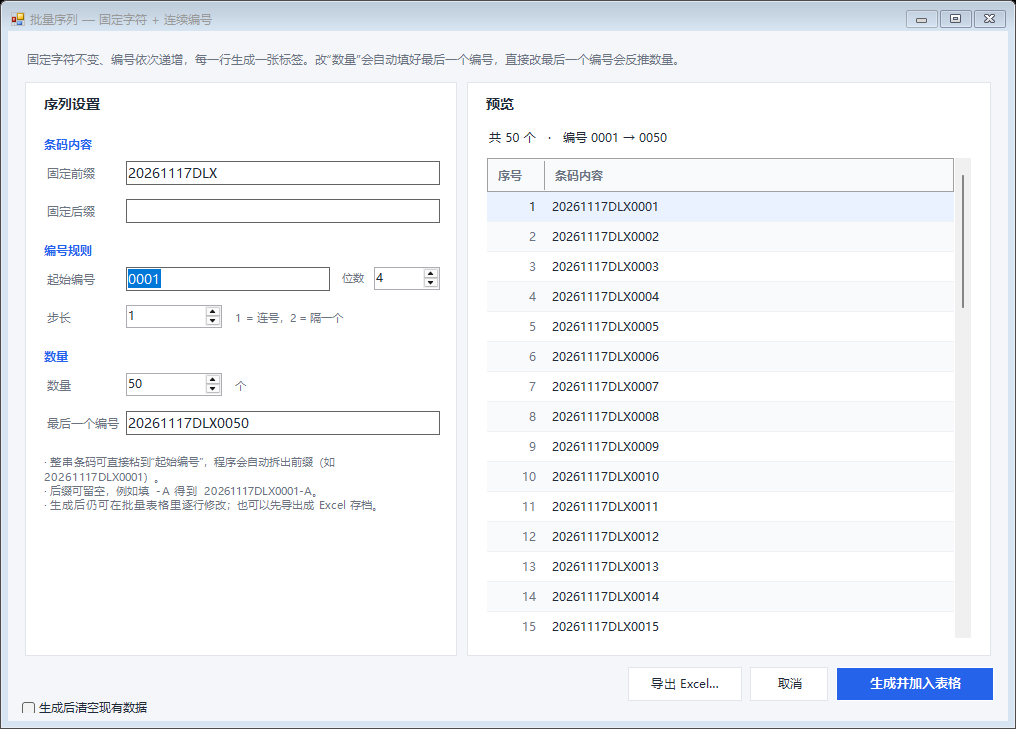 批量序列 — 固定字符 + 连续编号
固定字符不变、编号依次递增，每一行生成一张标签。改“数量”会自动填好最后一个编号，直接改最后一个编号会反推数量。
序列设置
条码内容
固定前缀 20261117DLX
固定后缀
编号规则
起始编号 0001 位数 4
步长 1 1 = 连号，2 = 隔一个
数量
数量 50 个
最后一个编号 20261117DLX0050
· 整串条码可直接粘到“起始编号”，程序会自动拆出前缀（如
20261117DLX0001）。
· 后缀可留空，例如填 -A 得到 20261117DLX0001-A。
· 生成后仍可在批量表格里逐行修改；也可以先导出成 Excel 存档。
预览
共 50 个 · 编号 0001 → 0050
序号 条码内容
1 20261117DLX0001
2 20261117DLX0002
3 20261117DLX0003
4 20261117DLX0004
5 20261117DLX0005
6 20261117DLX0006
7 20261117DLX0007
8 20261117DLX0008
9 20261117DLX0009
10 20261117DLX0010
11 20261117DLX0011
12 20261117DLX0012
13 20261117DLX0013
14 20261117DLX0014
15 20261117DLX0015
导出 Excel... 取消 生成并加入表格
生成后清空现有数据